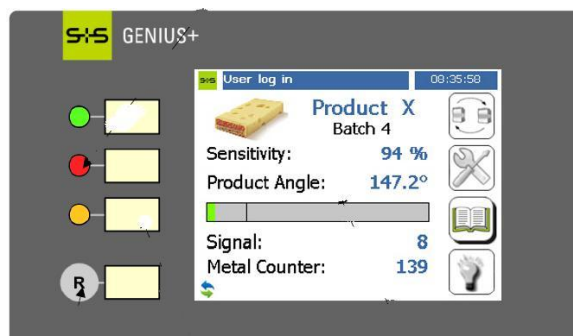 S+S GENIUS+
S+S User log in 08:35:58
Product X
Batch 4
Sensitivity: 94 %
Product Angle: 147.2°
Signal: 8
Metal Counter: 139
R